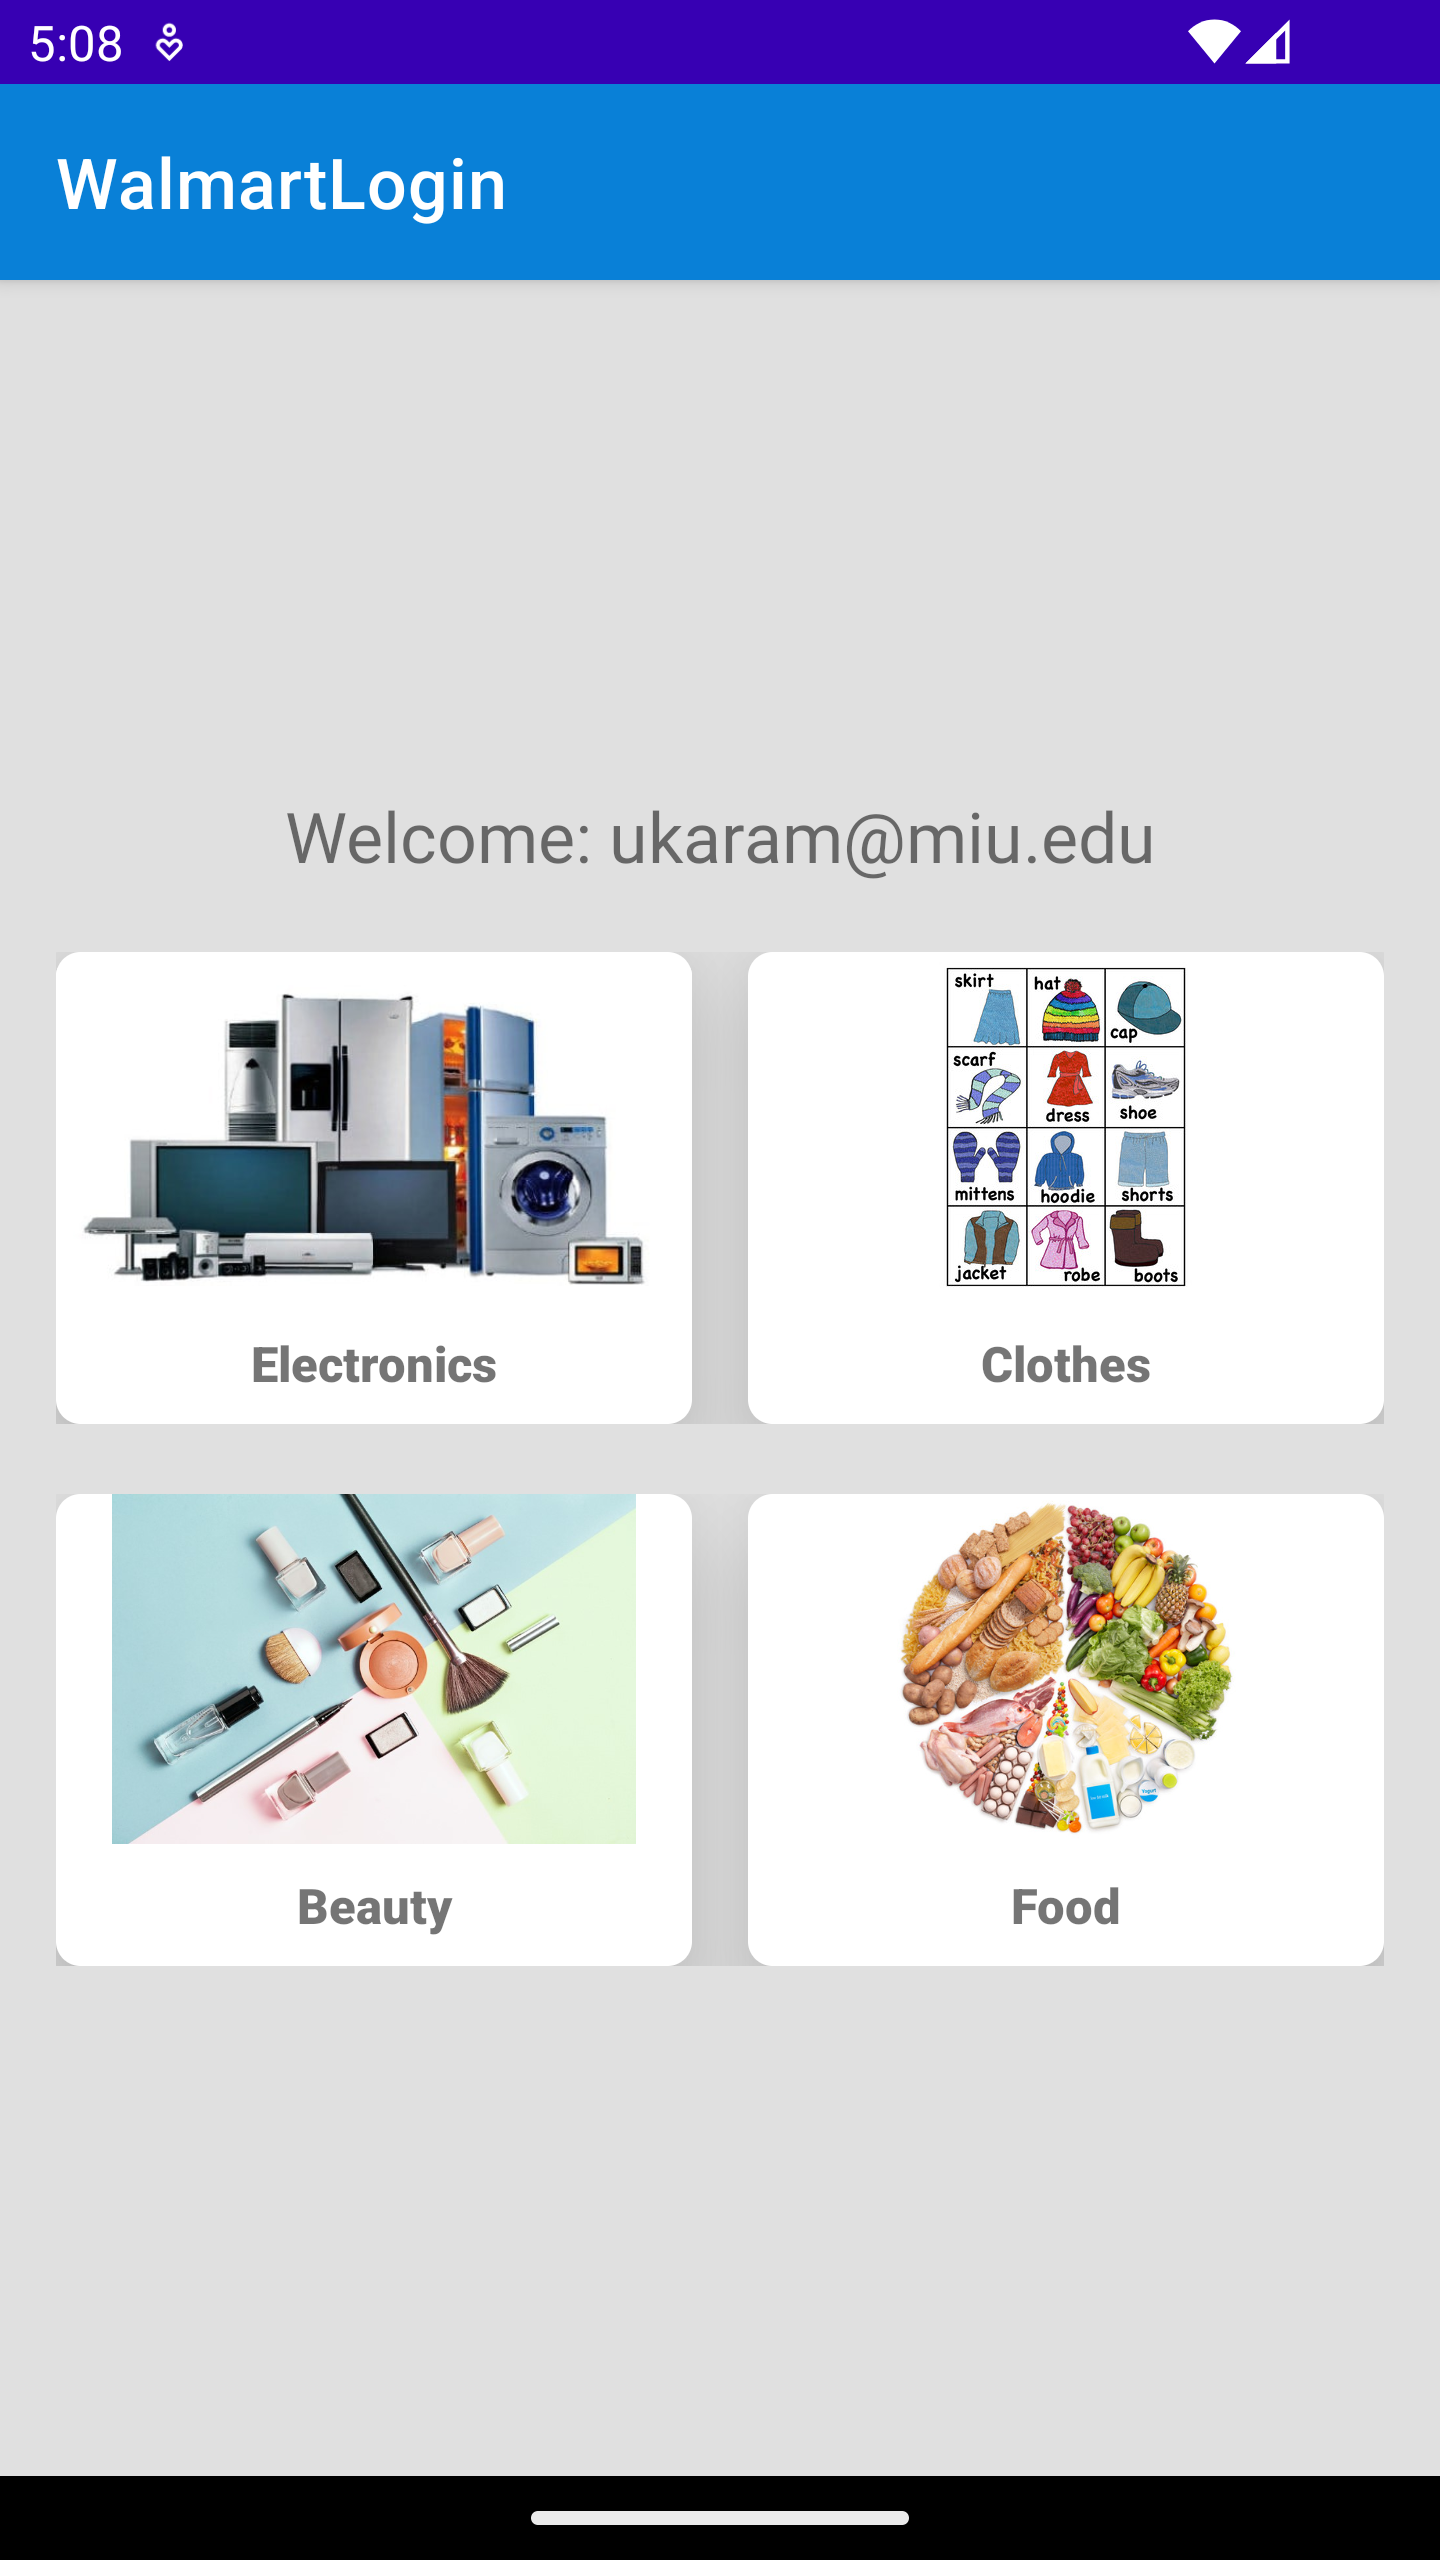 5:08
WalmartLogin
Welcome: ukaram@miu.edu
skirt hat cap
scarf dress shoe
mittens hoodie shorts
jacket robe boots
Electronics Clothes
Beauty Food